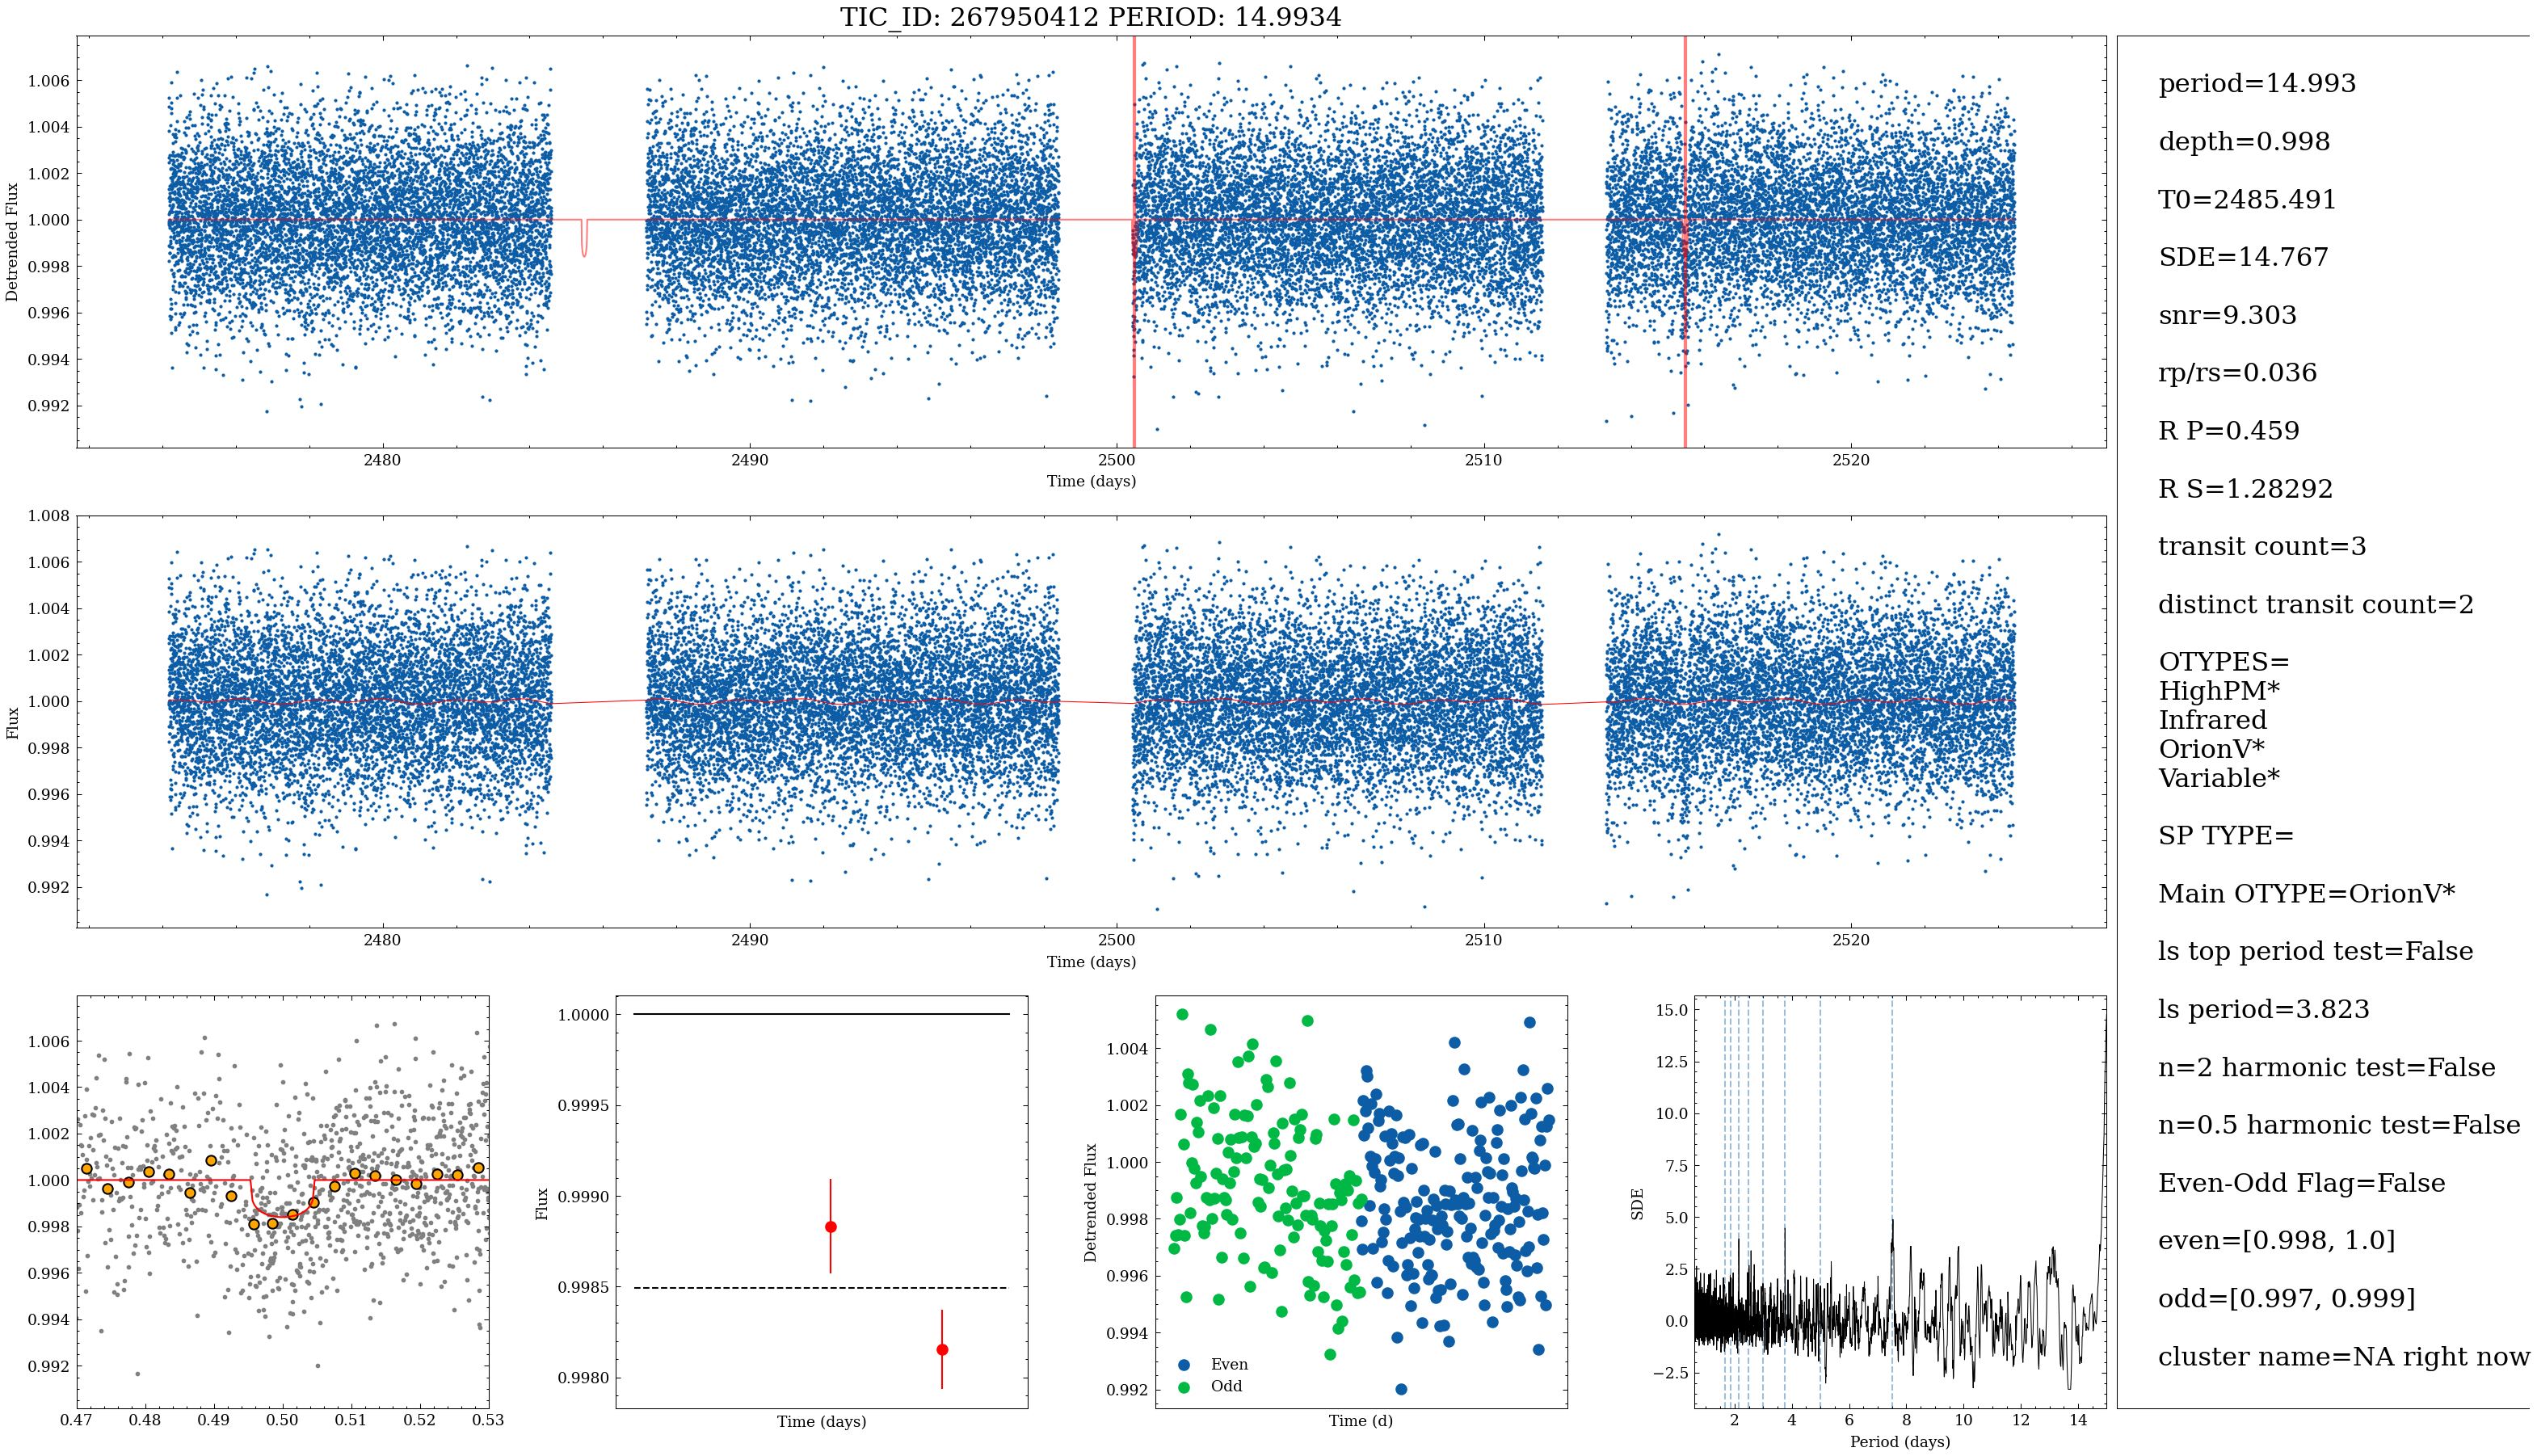 TIC_ID: 267950412 PERIOD: 14.9934
1.006
1.004
1.002
1.000
0.998
0.996
0.994
0.992
Detrended Flux
2480
2490
2500
2510
2520
Time (days)
1.008
1.006
1.004
1.002
1.000
0.998
0.996
0.994
0.992
Flux
2480
2490
2500
2510
2520
Time (days)
1.006
1.004
1.002
1.000
0.998
0.996
0.994
0.992
0.47
0.48
0.49
0.50
0.51
0.52
0.53
1.0000
0.9995
0.9990
0.9985
0.9980
Flux
Time (days)
1.004
1.002
1.000
0.998
0.996
0.994
0.992
Detrended Flux
Even
Odd
Time (d)
15.0
12.5
10.0
7.5
5.0
2.5
0.0
−2.5
SDE
2
4
6
8
10
12
14
Period (days)
period=14.993
depth=0.998
T0=2485.491
SDE=14.767
snr=9.303
rp/rs=0.036
R P=0.459
R S=1.28292
transit count=3
distinct transit count=2
OTYPES=
HighPM*
Infrared
OrionV*
Variable*
SP TYPE=
Main OTYPE=OrionV*
ls top period test=False
ls period=3.823
n=2 harmonic test=False
n=0.5 harmonic test=False
Even-Odd Flag=False
even=[0.998, 1.0]
odd=[0.997, 0.999]
cluster name=NA right now